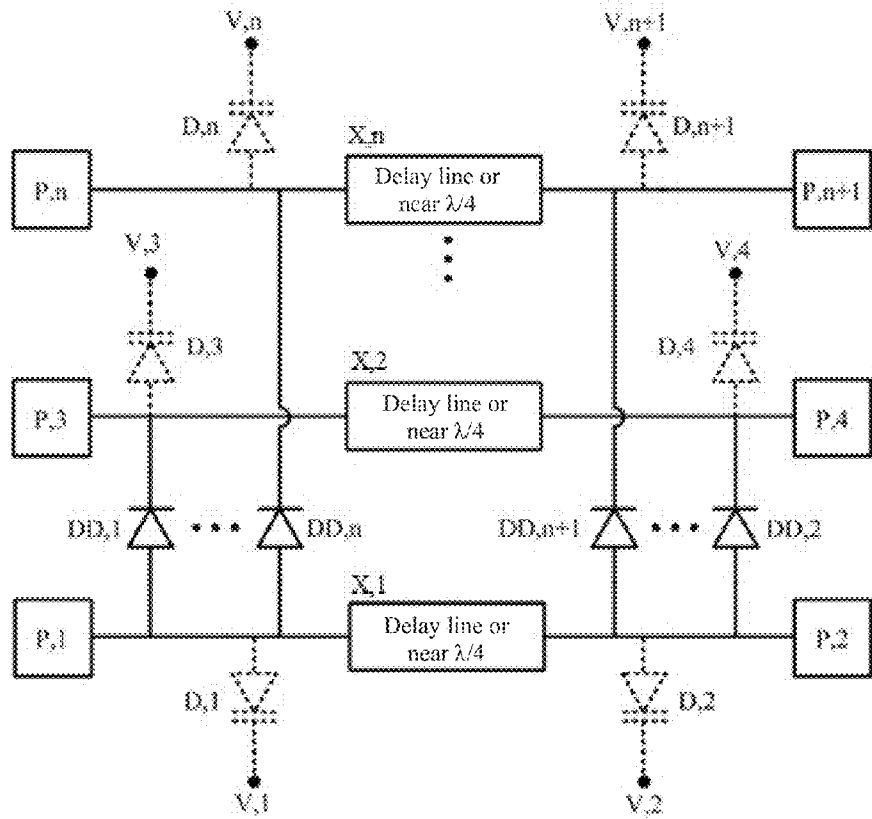 V,n
V,n+1
D,n
X,n
D,n+1
P,n
Delay line or
near λ/4
P,n+1
V,3
V,4
D,3
X,2
D,4
P,3
Delay line or
near λ/4
P,4
DD,1
DD,n
DD,n+1
DD,2
X,1
P,1
Delay line or
near λ/4
P,2
D,1
D,2
V,1
V,2